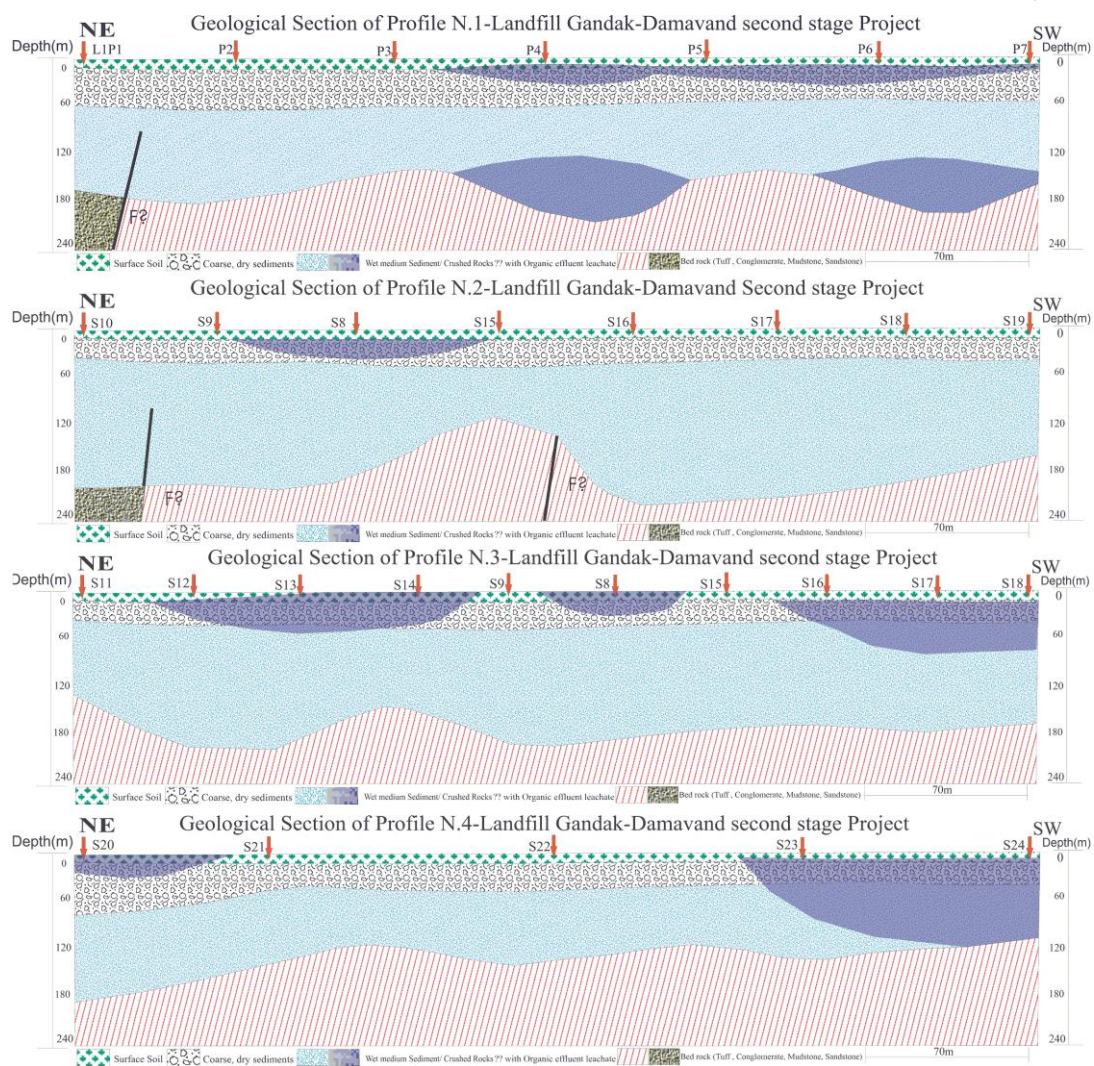 Geological Section of Profile N.1-Landfill Gandak-Damavand second stage Project
NE SW
Depth(m) L1P1 P2 P3 P4 P5 P6 P7 Depth(m)
0 0
60 60
120 120
180 180
F?
240 240
Surface Soil Coarse, dry sediments Wet medium Sediment/ Crushed Rocks ?? with Organic effluent leachate Bed rock (Tuff , Conglomerate, Mudstone, Sandstone) 70m
Geological Section of Profile N.2-Landfill Gandak-Damavand Second stage Project
NE SW
Depth(m) S10 S9 S8 S15 S16 S17 S18 S19 Depth(m)
0 0
60 60
120 120
180 180
F? F?
240 240
Surface Soil Coarse, dry sediments Wet medium Sediment/ Crushed Rocks ?? with Organic effluent leachate Bed rock (Tuff , Conglomerate, Mudstone, Sandstone) 70m
Geological Section of Profile N.3-Landfill Gandak-Damavand second stage Project
NE SW
Depth(m) S11 S12 S13 S14 S9 S8 S15 S16 S17 S18 Depth(m)
0 0
60 60
120 120
180 180
240 240
Surface Soil Coarse, dry sediments Wet medium Sediment/ Crushed Rocks ?? with Organic effluent leachate Bed rock (Tuff , Conglomerate, Mudstone, Sandstone) 70m
Geological Section of Profile N.4-Landfill Gandak-Damavand second stage Project
NE SW
Depth(m) S20 S21 S22 S23 S24 Depth(m)
0 0
60 60
120 120
180 180
240 240
Surface Soil Coarse, dry sediments Wet medium Sediment/ Crushed Rocks ?? with Organic effluent leachate Bed rock (Tuff , Conglomerate, Mudstone, Sandstone) 70m